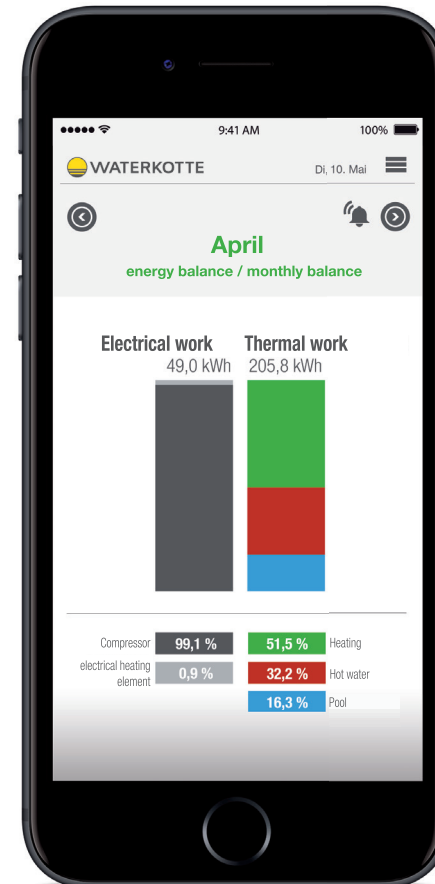 9:41 AM
100%
WATERKOTTE
Di, 10. Mai
April
energy balance / monthly balance
Electrical work
49,0 kWh
Thermal work
205,8 kWh
Compressor 99,1 %
electrical heating
element
0,9 %
51,5 % Heating
32,2 % Hot water
16,3 % Pool